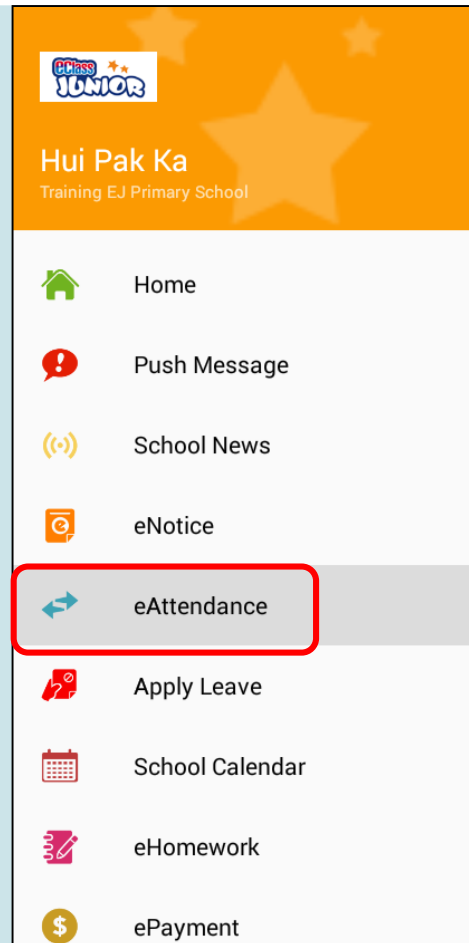 eClass
JUNIOR
Hui Pak Ka
Training EJ Primary School
Home
Push Message
School News
eNotice
eAttendance
Apply Leave
School Calendar
eHomework
ePayment